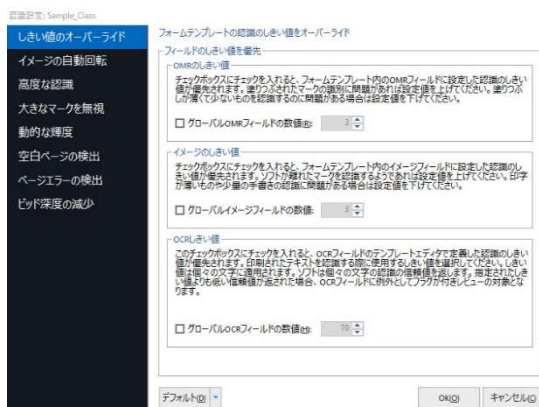 認識設定: Sample_Class
しきい値のオーバーライド
イメージの自動回転
高度な認識
大きなマークを無視
動的な輝度
空白ページの検出
ページエラーの検出
ビッド深度の減少
フォームテンプレートの認識のしきい値をオーバーライド
フィールドのしきい値を優先
OMRのしきい値
チェックボックスにチェックを入れると、フォームテンプレート内のOMRフィールドに設定した認識のしきい
値が優先されます。塗りつぶされたマークの識別に問題があれば設定値を上げてください。塗りつぶ
しが薄くて少ないものを認識するのに問題がある場合は設定値を下げてください。
グローバルOMRフィールドの数値(R):
3
イメージのしきい値
チェックボックスにチェックを入れると、フォームテンプレート内のイメージフィールドに設定した認識のし
きい値が優先されます。ソフトが離れたマークを認識するようであれば設定値を上げてください。印字
が薄いものや少量の手書きの認識に問題がある場合は設定値を下げてください。
グローバルイメージフィールドの数値:
3
OCRしきい値
このチェックボックスにチェックを入れると、OCRフィールドのテンプレートエディタで定義した認識のしきい
値が優先されます。印刷されたテキストを認識する際に使用するしきい値を選択してください。しきい
値は個々の文字に適用されます。ソフトは個々の文字の認識の信頼値を返します。指定されたしき
い値よりも低い信頼値が返された場合、OCRフィールドに例外としてフラグが付きレビューの対象とな
ります。
グローバルOCRフィールドの数値(H):
70
デフォルト(D)
OK(O)
キャンセル(C)